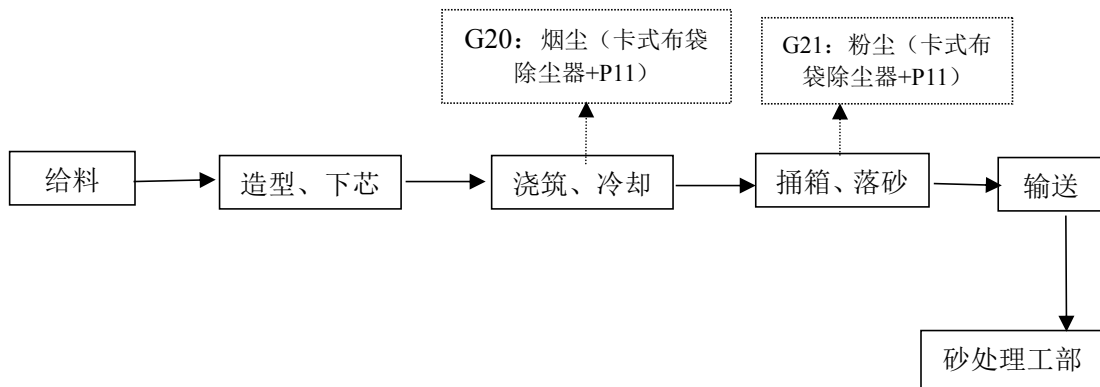 G20：烟尘（卡式布袋
除尘器+P11）
G21：粉尘（卡式布
袋除尘器+P11）
给料
造型、下芯
浇筑、冷却
捅箱、落砂
输送
砂处理工部